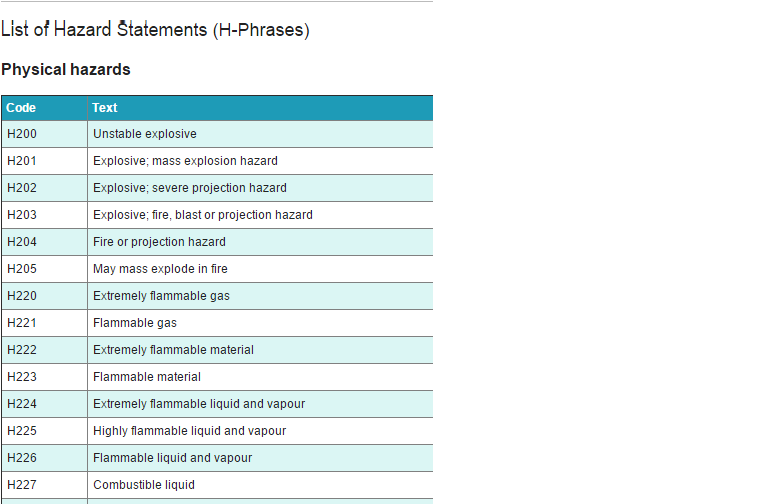 List of Hazard Statements (H-Phrases)
Physical hazards
Code Text
H200 Unstable explosive
H201 Explosive; mass explosion hazard
H202 Explosive; severe projection hazard
H203 Explosive; fire, blast or projection hazard
H204 Fire or projection hazard
H205 May mass explode in fire
H220 Extremely flammable gas
H221 Flammable gas
H222 Extremely flammable material
H223 Flammable material
H224 Extremely flammable liquid and vapour
H225 Highly flammable liquid and vapour
H226 Flammable liquid and vapour
H227 Combustible liquid